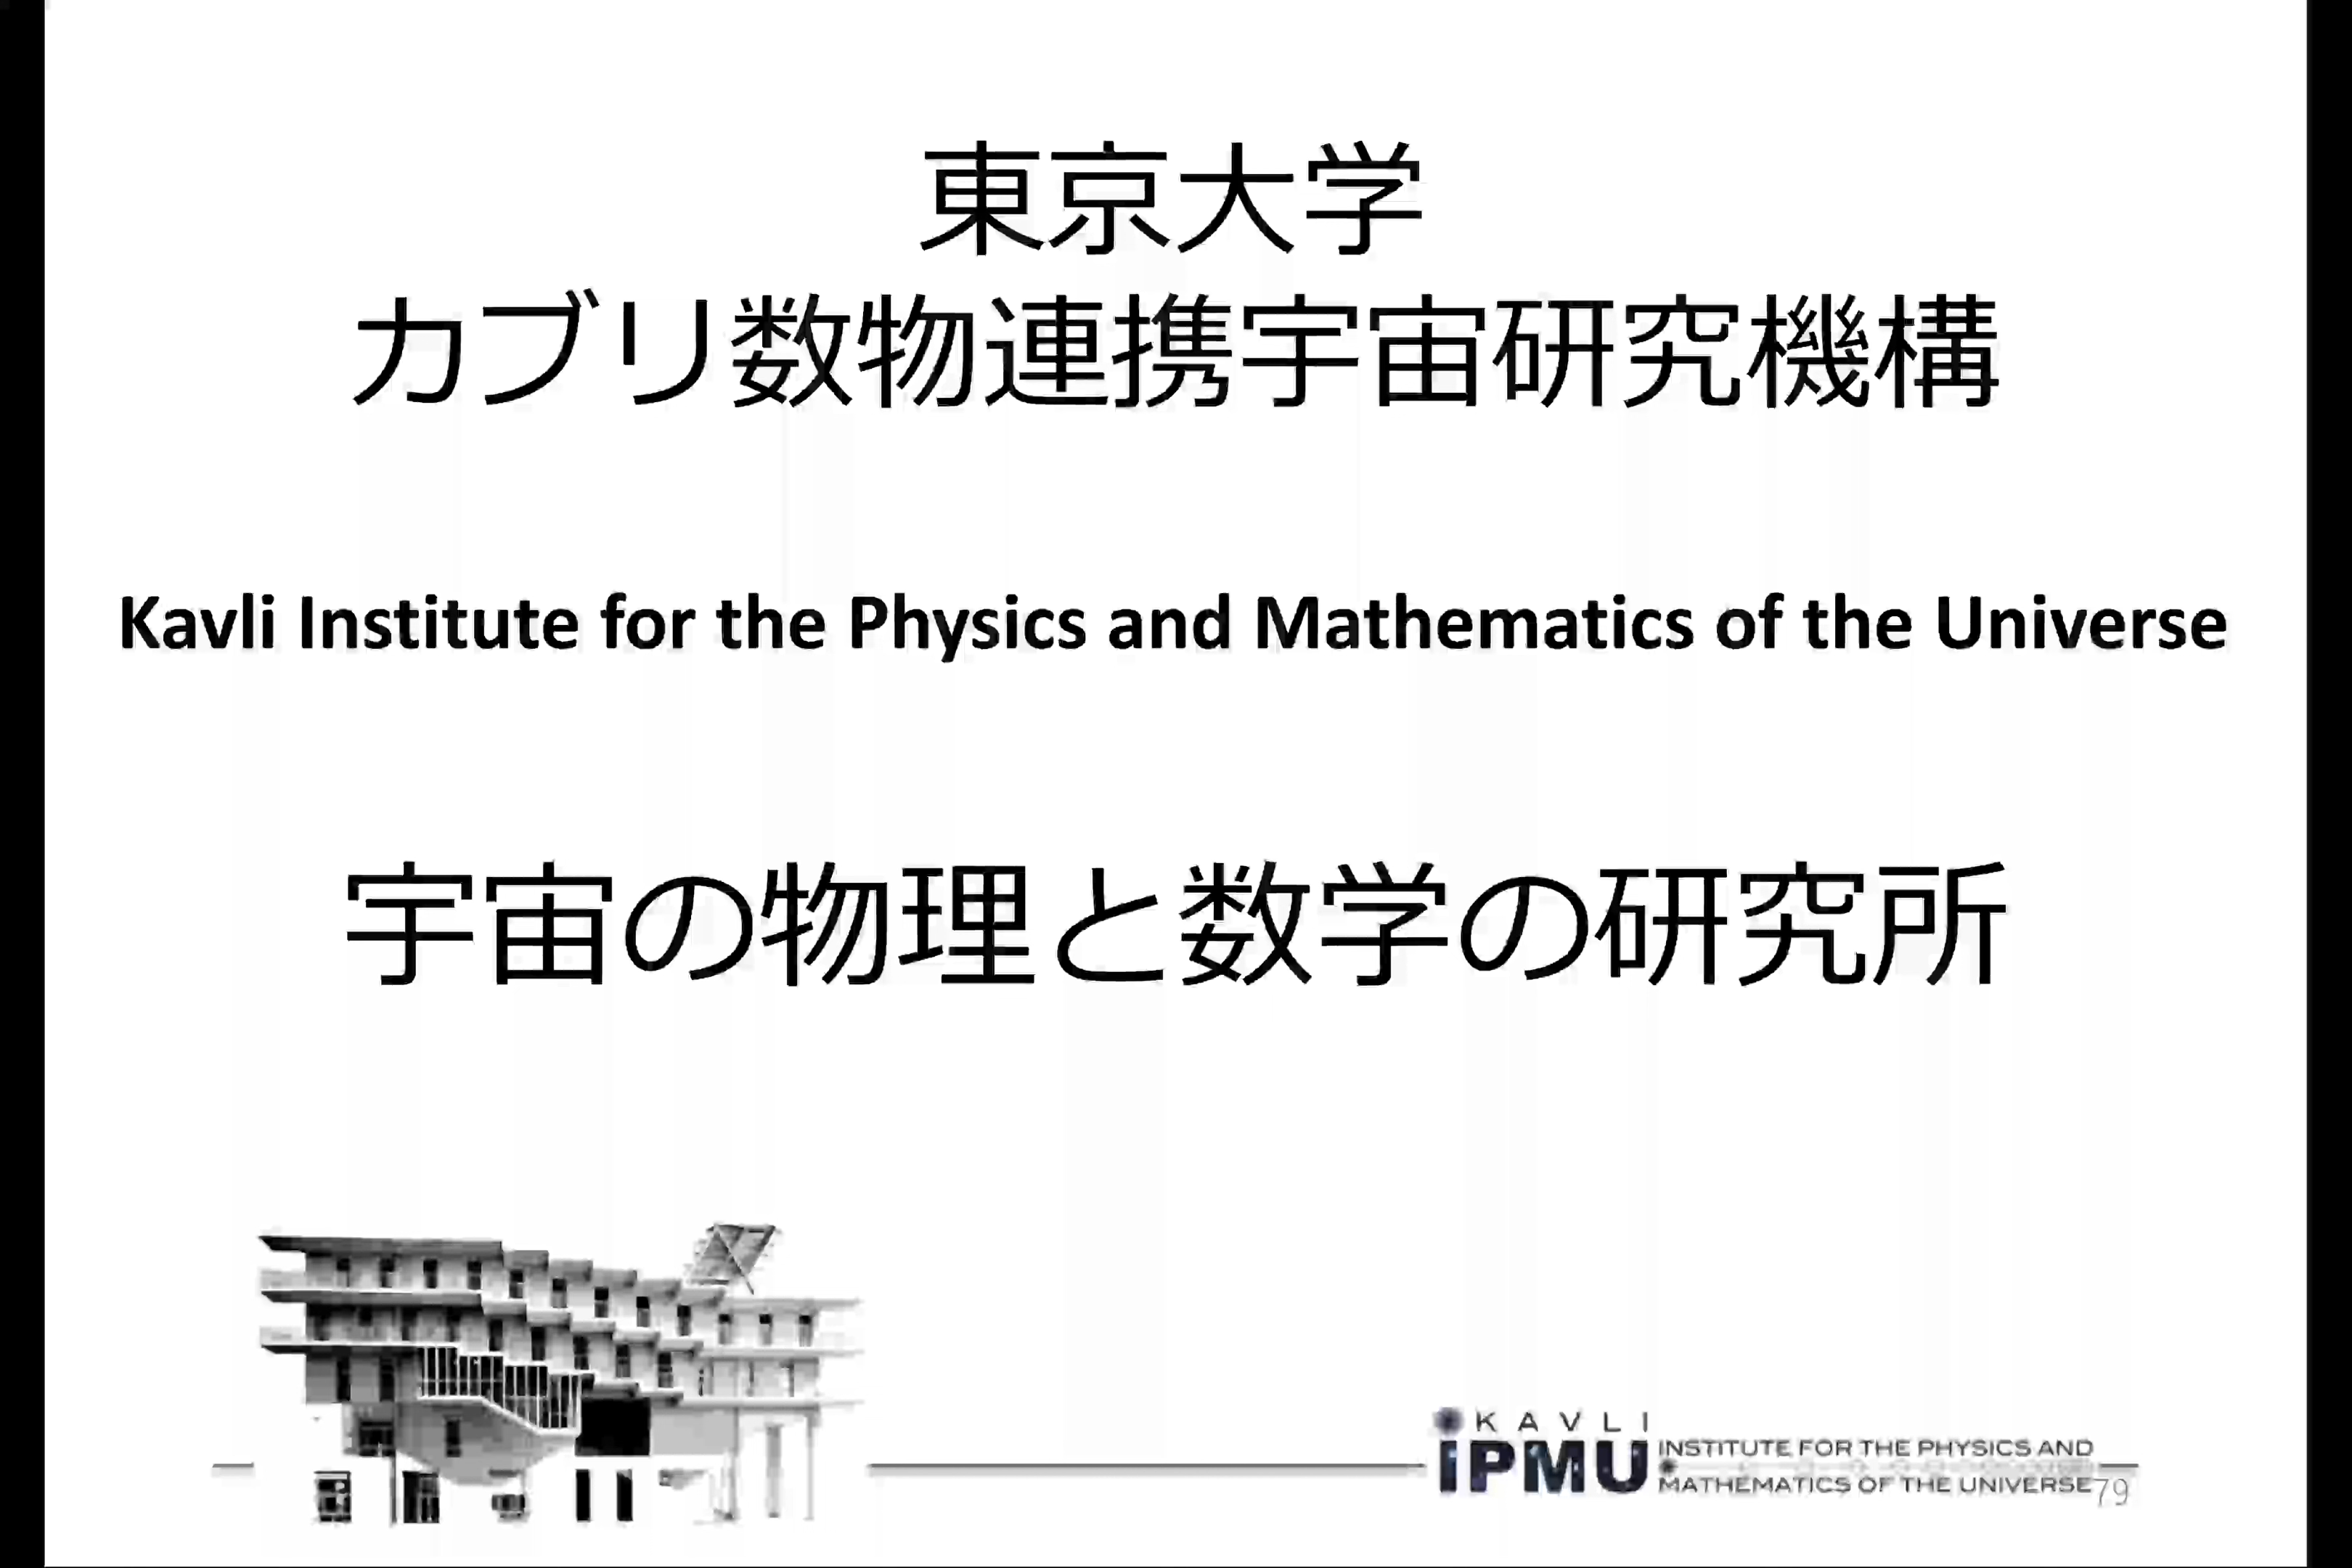 東京大学
カブリ数物連携宇宙研究機構
Kavli Institute for the Physics and Mathematics of the Universe
宇宙の物理と数学の研究所
KAVLI
IPMU
INSTITUTE FOR THE PHYSICS AND
MATHEMATICS OF THE UNIVERSE
79